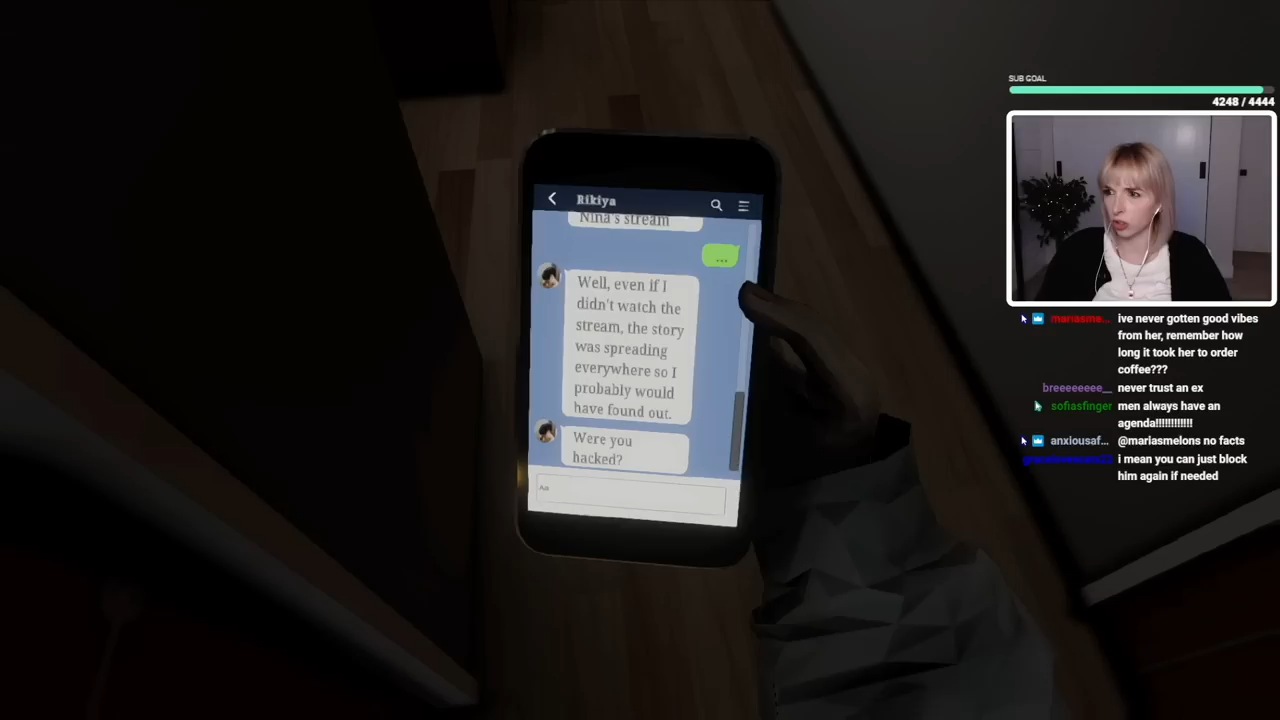 SUB GOAL
4248 / 4444
Rikiya
Nina's stream
...
Well, even if I
didn't watch the
stream, the story
was spreading
everywhere so I
probably would
have found out.
Were you
hacked?
Aa
ive never gotten good vibes
from her, remember how
long it took her to order
coffee???
breeeeeeee__ never trust an ex
sofiasfinger men always have an
agenda!!!!!!!!!!!!
anxiousaf... @mariasmelons no facts
i mean you can just block
him again if needed